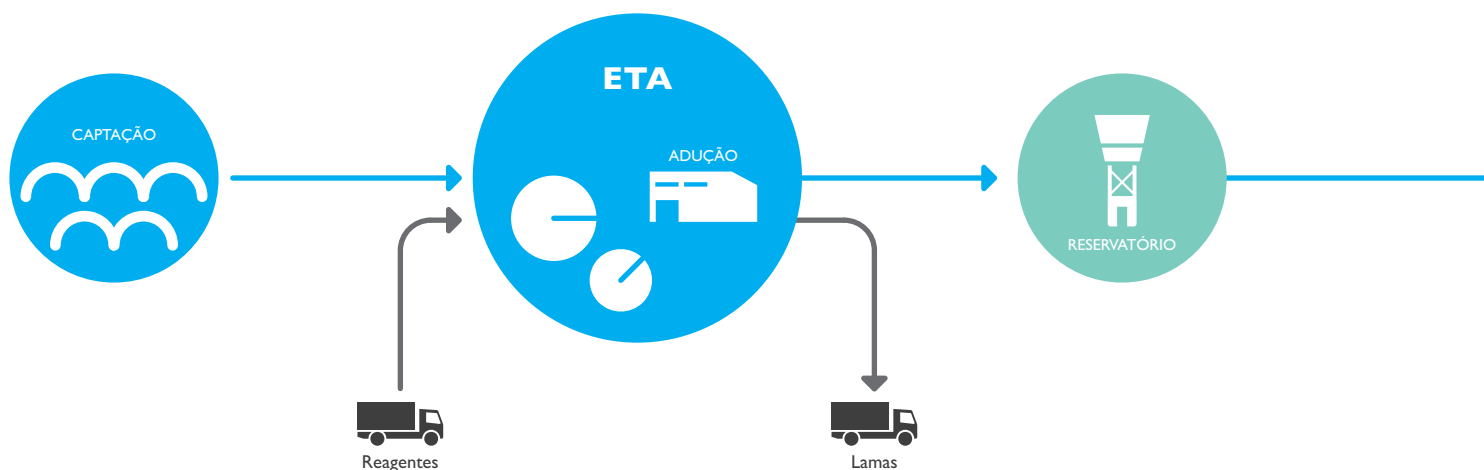 CAPTAÇÃO
ETA
ADUÇÃO
RESERVATÓRIO
Reagentes
Lamas